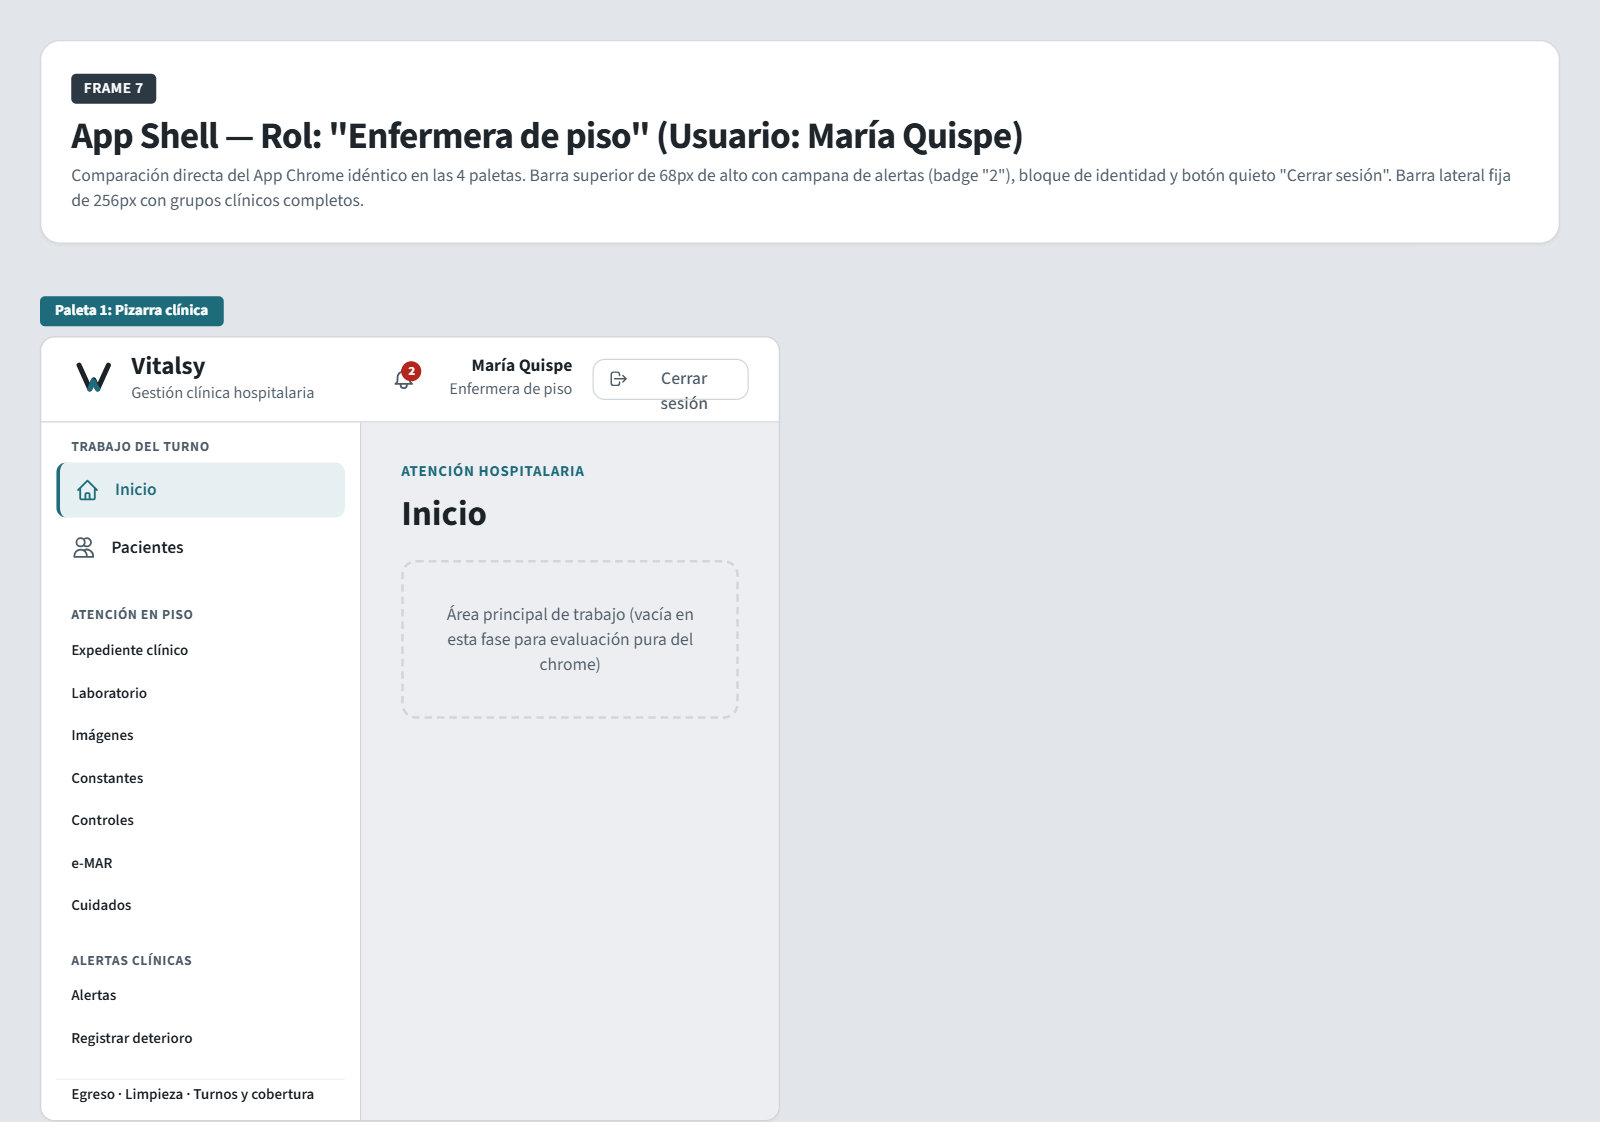 FRAME 7
App Shell — Rol: "Enfermera de piso" (Usuario: María Quispe)
Comparación directa del App Chrome idéntico en las 4 paletas. Barra superior de 68px de alto con campana de alertas (badge "2"), bloque de identidad y botón quieto "Cerrar sesión". Barra lateral fija
de 256px con grupos clínicos completos.
Paleta 1: Pizarra clínica
Vitalsy
Gestión clínica hospitalaria
2
María Quispe
Enfermera de piso
Cerrar
sesión
TRABAJO DEL TURNO
Inicio
Pacientes
ATENCIÓN EN PISO
Expediente clínico
Laboratorio
Imágenes
Constantes
Controles
e-MAR
Cuidados
ALERTAS CLÍNICAS
Alertas
Registrar deterioro
Egreso · Limpieza · Turnos y cobertura
ATENCIÓN HOSPITALARIA
Inicio
Área principal de trabajo (vacía en
esta fase para evaluación pura del
chrome)